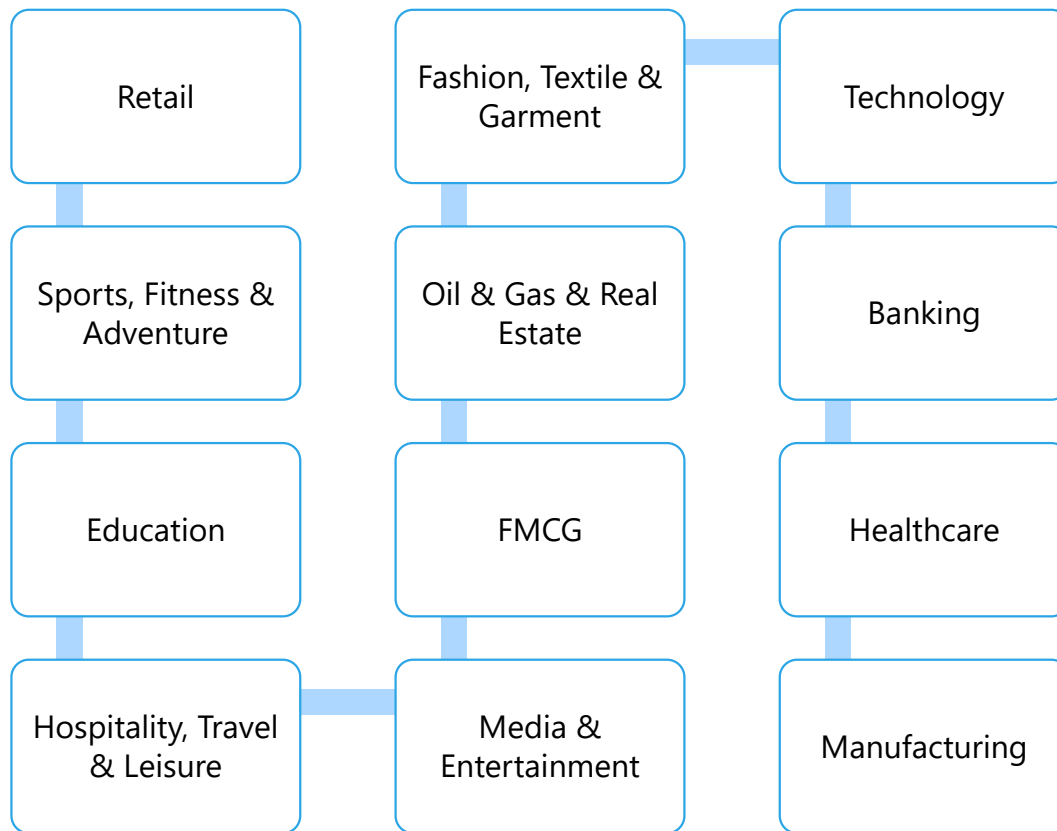 Retail
Sports, Fitness &
Adventure
Education
Hospitality, Travel
& Leisure
Media &
Entertainment
FMCG
Oil & Gas & Real
Estate
Fashion, Textile &
Garment
Technology
Banking
Healthcare
Manufacturing